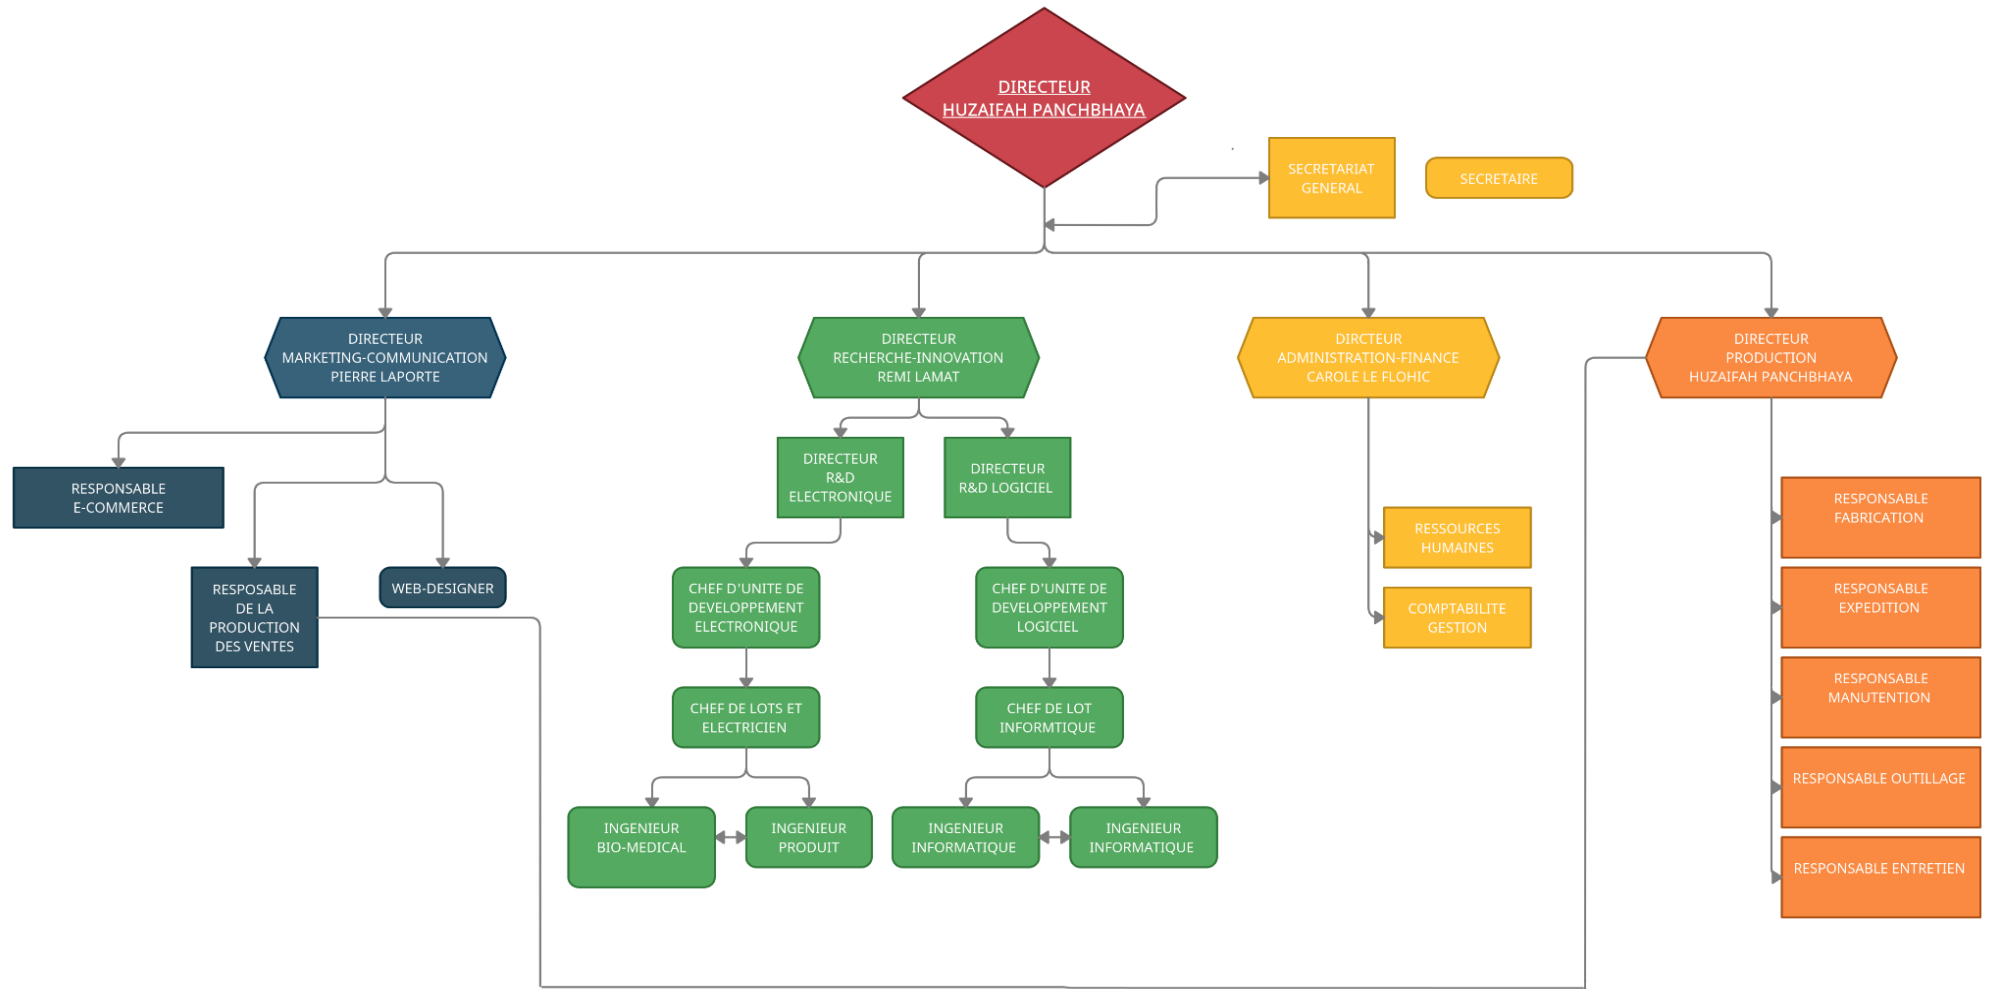 DIRECTEUR
HUZAIFAH PANCHBHAYA
SECRETARIAT
GENERAL
SECRETAIRE
DIRECTEUR
MARKETING-COMMUNICATION
PIERRE LAPORTE
DIRECTEUR
RECHERCHE-INNOVATION
REMI LAMAT
DIRCTEUR
ADMINISTRATION-FINANCE
CAROLE LE FLOHIC
DIRECTEUR
PRODUCTION
HUZAIFAH PANCHBHAYA
RESPONSABLE
E-COMMERCE
RESPOSABLE
DE LA
PRODUCTION
DES VENTES
WEB-DESIGNER
DIRECTEUR
R&D
ELECTRONIQUE
DIRECTEUR
R&D LOGICIEL
CHEF D'UNITE DE
DEVELOPPEMENT
ELECTRONIQUE
CHEF D'UNITE DE
DEVELOPPEMENT
LOGICIEL
CHEF DE LOTS ET
ELECTRICIEN
CHEF DE LOT
INFORMTIQUE
INGENIEUR
BIO-MEDICAL
INGENIEUR
PRODUIT
INGENIEUR
INFORMATIQUE
INGENIEUR
INFORMATIQUE
RESSOURCES
HUMAINES
COMPTABILITE
GESTION
RESPONSABLE
FABRICATION
RESPONSABLE
EXPEDITION
RESPONSABLE
MANUTENTION
RESPONSABLE OUTILLAGE
RESPONSABLE ENTRETIEN